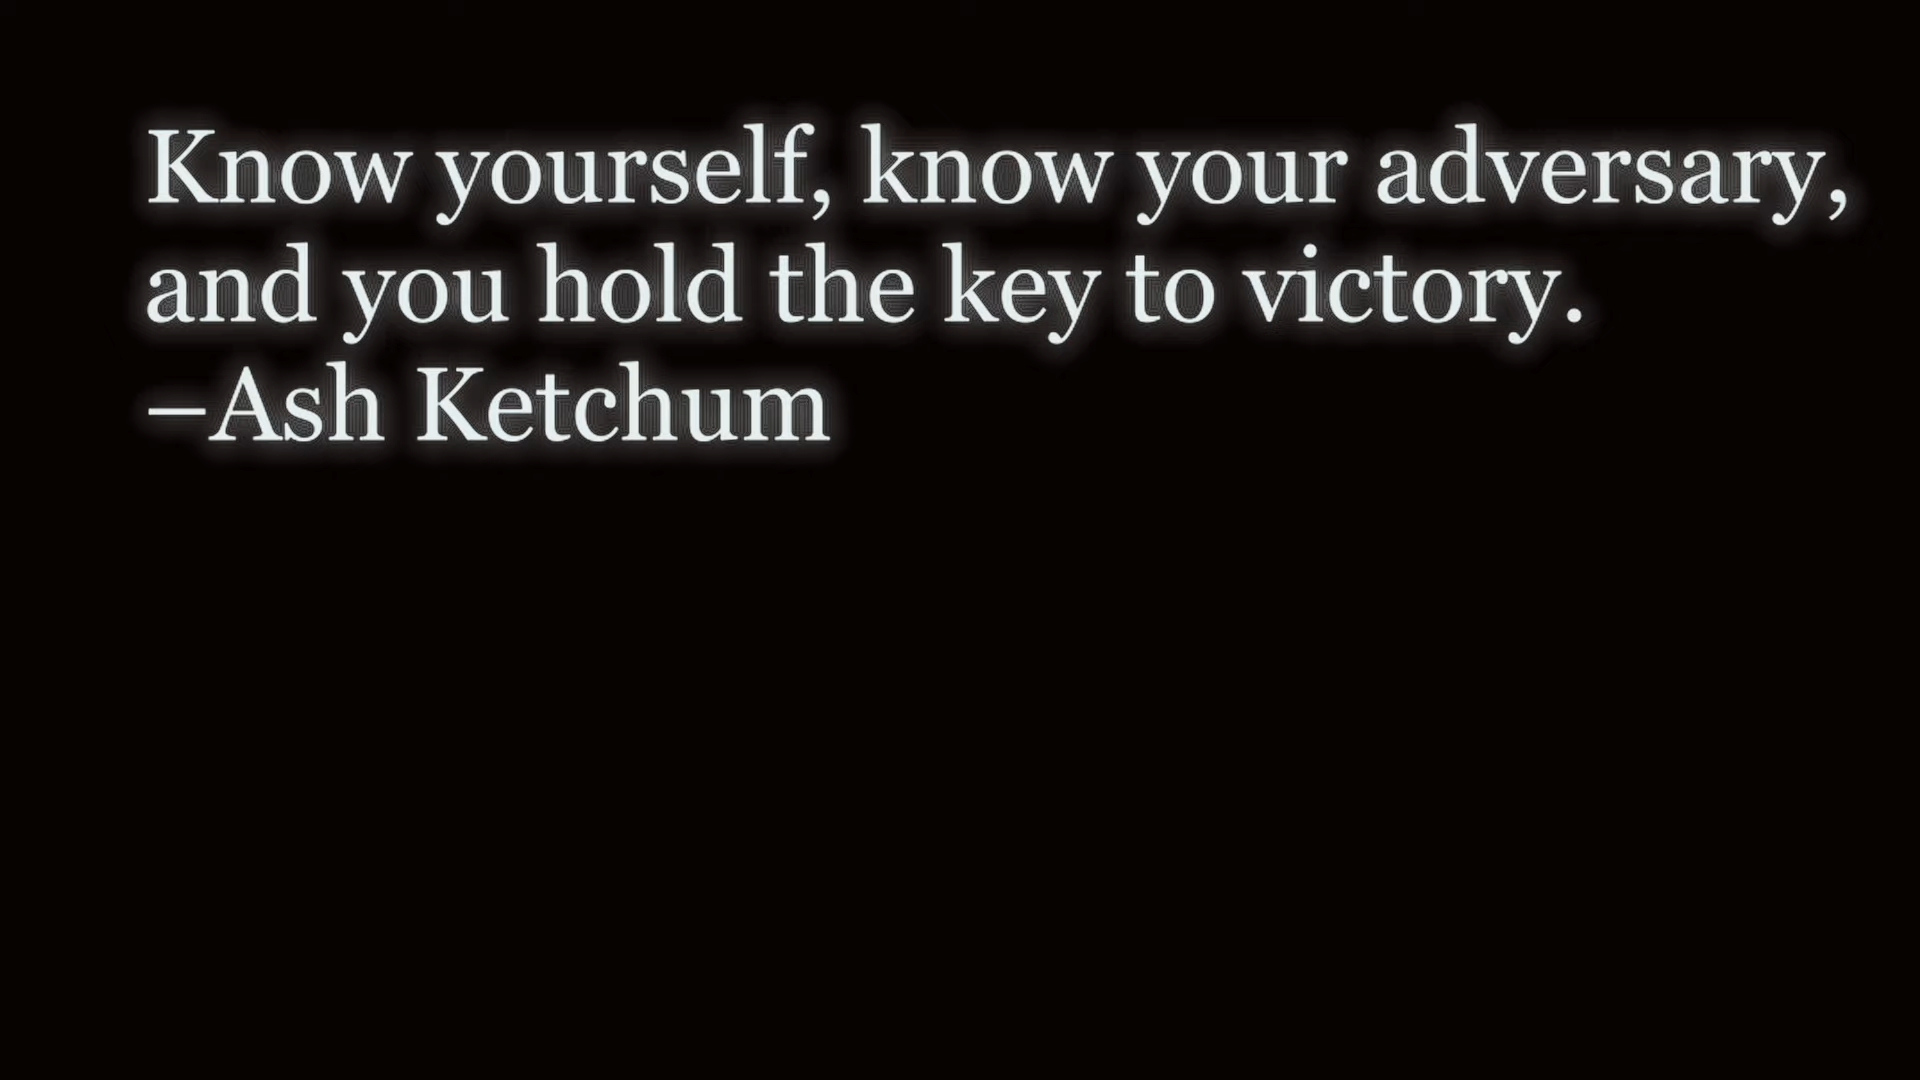 Know yourself, know your adversary,
and you hold the key to victory.
—Ash Ketchum